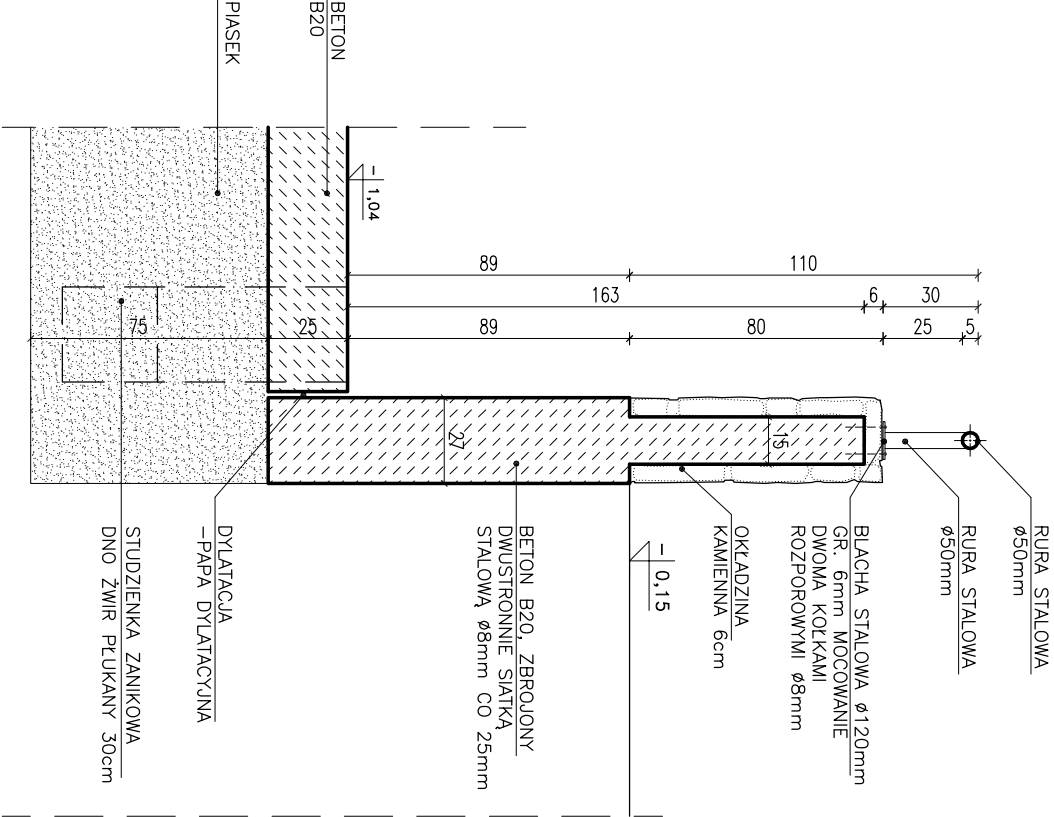 RURA STALOWA
ø50mm
RURA STALOWA
ø50mm
BLACHA STALOWA ø120mm
GR. 6mm MOCOWANIE
DWOMA KOŁKAMI
ROZPOROWYMI ø8mm
OKŁADZINA
KAMIENNA 6cm
- 0,15
BETON B20, ZBROJONY
DWUSTRONNIE SIATKĄ
STALOWĄ ø8mm CO 25mm
DYLATACJA
-PAPA DYLATACYJNA
STUDZIENKA ZANIKOWA
DNO ŻWIR PŁUKANY 30cm
BETON
B20
PIASEK
- 1,04
89
110
163
6
30
75
25
89
80
25
5
27
15